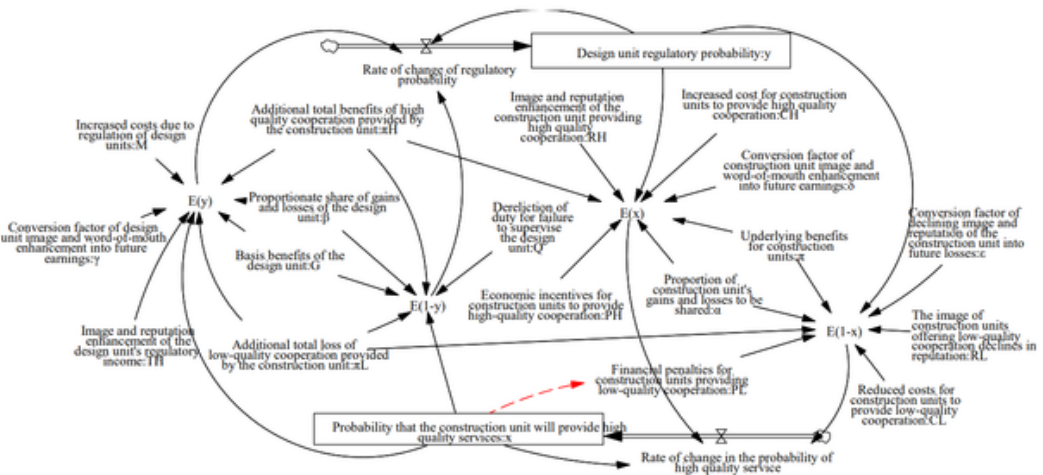 Design unit regulatory probability:y
Rate of change of regulatory
probability
Additional total benefits of high
quality cooperation provided by
the construction unit:πH
Image and reputation
enhancement of the
construction unit providing
high quality
cooperation:RH
Increased cost for construction
units to provide high quality
cooperation:CH
Increased costs due to
regulation of design
units:M
Conversion factor of
construction unit image and
word-of-mouth enhancement
into future earnings:δ
E(y)
Proportionate share of gains
and losses of the design
unit:β
Dereliction of
duty for failure
to supervise
the design
unit:Q
E(x)
Conversion factor of design
unit image and word-of-mouth
enhancement into future
earnings:γ
Basis benefits of the
design unit:G
Underlying benefits
for construction
units:π
Conversion factor of
declining image and
reputation of the
construction unit into
future losses:ε
E(1-y)
Economic incentives for
construction units to provide
high-quality cooperation:PH
Proportion of
construction unit's
gains and losses to be
shared:α
E(1-x)
The image of
construction units
offering low-quality
cooperation declines in
reputation:RL
Image and reputation
enhancement of the
design unit's regulatory
income:TH
Additional total loss of
low-quality cooperation provided
by the construction unit:πL
Financial penalties for
construction units providing
low-quality cooperation:PL
Reduced costs for
construction units to
provide low-quality
cooperation:CL
Probability that the construction unit will provide high
quality services:x
Rate of change in the probability of
high quality service